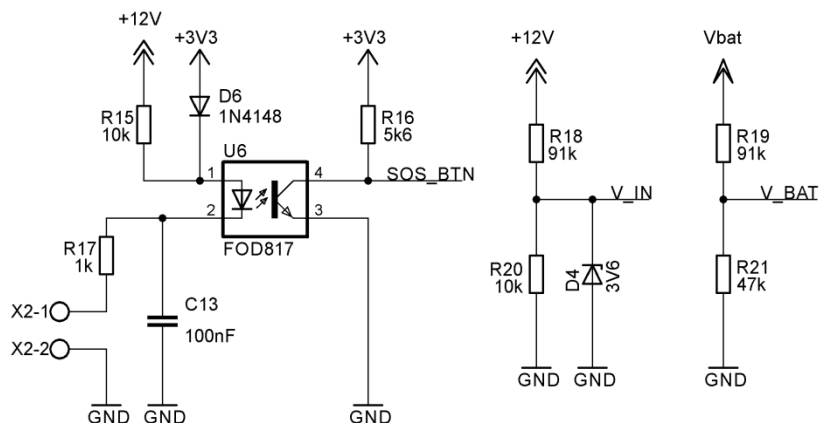 +12V
+3V3
+3V3
+12V
Vbat
R15
10k
D6
1N4148
R16
5k6
R18
91k
R19
91k
U6
1
4
SOS_BTN
2
3
FOD817
V_IN
V_BAT
R17
1k
R20
10k
D4
3V6
R21
47k
X2-1
X2-2
C13
100nF
GND
GND
GND
GND
GND
GND